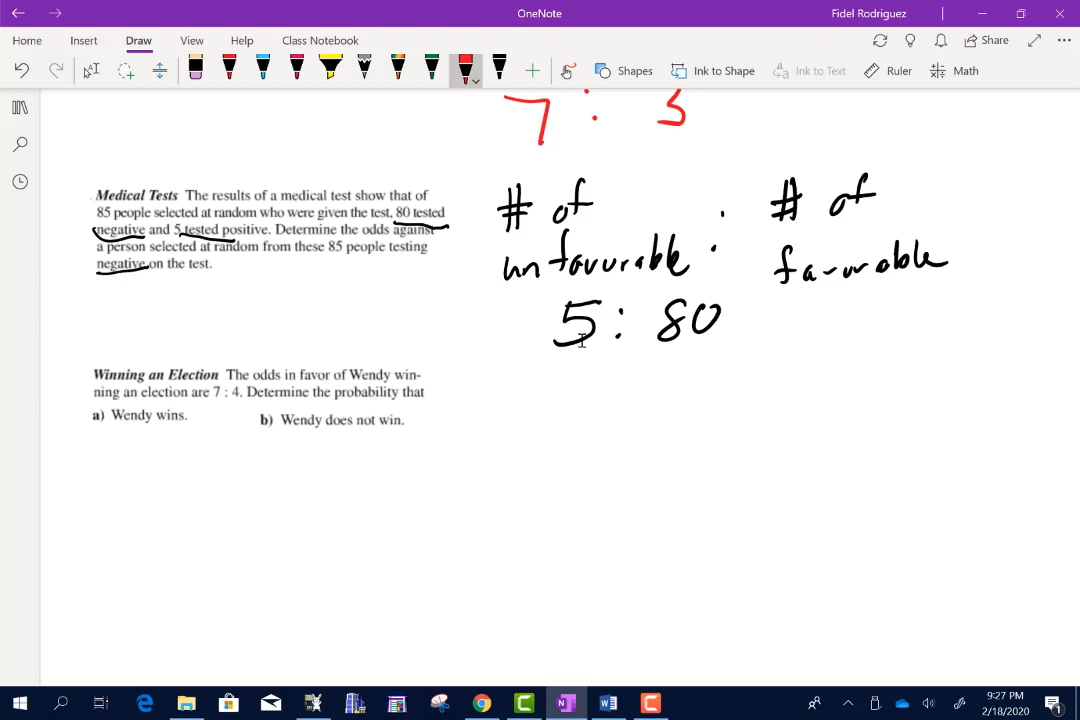 OneNote
Fidel Rodriguez
Home Insert Draw View Help Class Notebook
Share
Shapes
Ink to Shape
Ink to Text
Ruler
Math
7 : 3
Medical Tests The results of a medical test show that of
85 people selected at random who were given the test, 80 tested
negative and 5 tested positive. Determine the odds against
a person selected at random from these 85 people testing
negative on the test.
# of : # of
unfavurable favorable
5 : 80
Winning an Election The odds in favor of Wendy win-
ning an election are 7 : 4. Determine the probability that
a) Wendy wins. b) Wendy does not win.
9:27 PM
2/18/2020